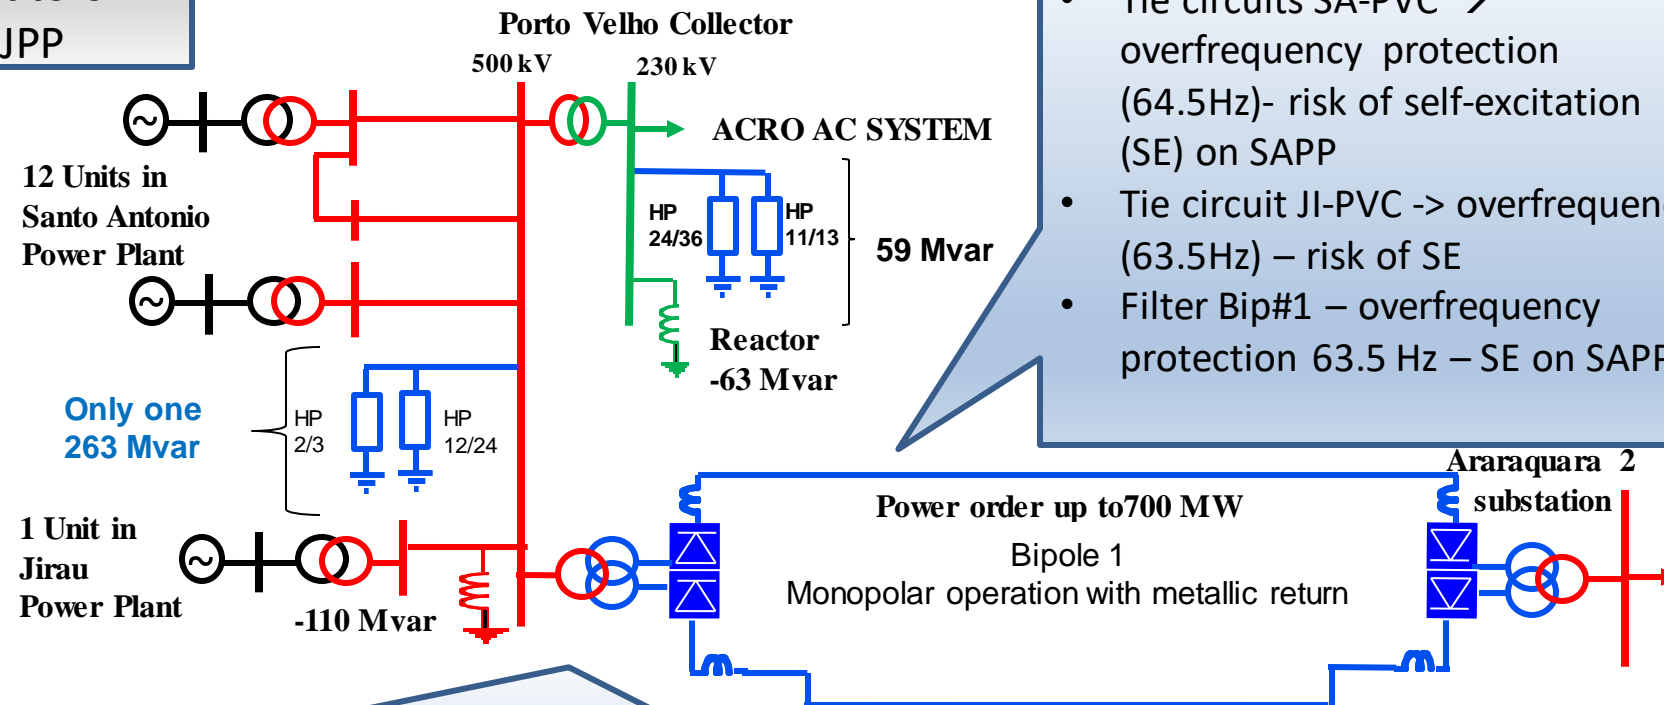 JPP
Porto Velho Collector
500 kV
230 kV
ACRO AC SYSTEM
12 Units in
Santo Antonio
Power Plant
HP
24/36
HP
11/13
59 Mvar
Reactor
-63 Mvar
Only one
263 Mvar
HP
2/3
HP
12/24
1 Unit in
Jirau
Power Plant
-110 Mvar
• Tie circuits SA-PVC →
overfrequency protection
(64.5Hz)- risk of self-excitation
(SE) on SAPP
• Tie circuit JI-PVC -> overfrequen
(63.5Hz) – risk of SE
• Filter Bip#1 – overfrequency
protection 63.5 Hz – SE on SAPP
Araraquara 2
substation
Power order up to700 MW
Bipole 1
Monopolar operation with metallic return